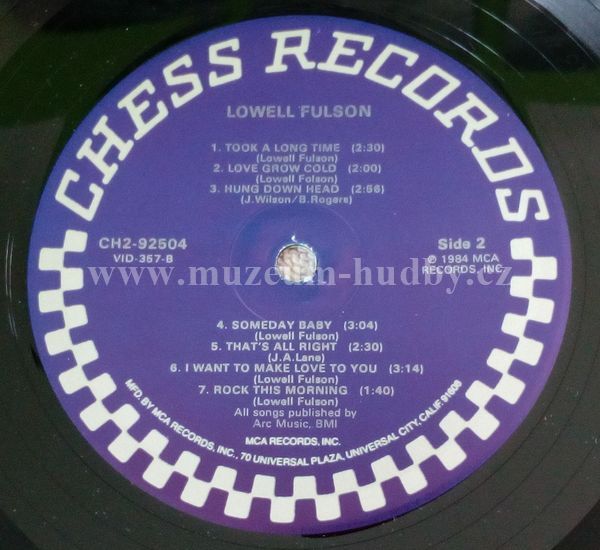 CHESS RECORDS
LOWELL FULSON
1. TOOK A LONG TIME (2:30)
(Lowell Fulson)
2. LOVE GROW COLD (2:00)
(Lowell Folson)
3. HUNG DOWN HEAD (2:56)
(J.Wilson/B.Rogers)
CH2-92504
VID-357-B
Side 2
℗ 1984 MCA
RECORDS, INC.
www.muzeum-hudby.cz
4. SOMEDAY BABY (3:04)
(Lowell Fulson)
5. THAT'S ALL RIGHT (2:30)
(J.A.Lane)
6. I WANT TO MAKE LOVE TO YOU (3:14)
(Lowell Fulson)
7. ROCK THIS MORNING (1:40)
(Lowell Fulson)
All songs published by
Arc Music, BMI
MCA RECORDS, INC.
MFD. BY MCA RECORDS, INC., 70 UNIVERSAL PLAZA, UNIVERSAL CITY, CALIF. 91608